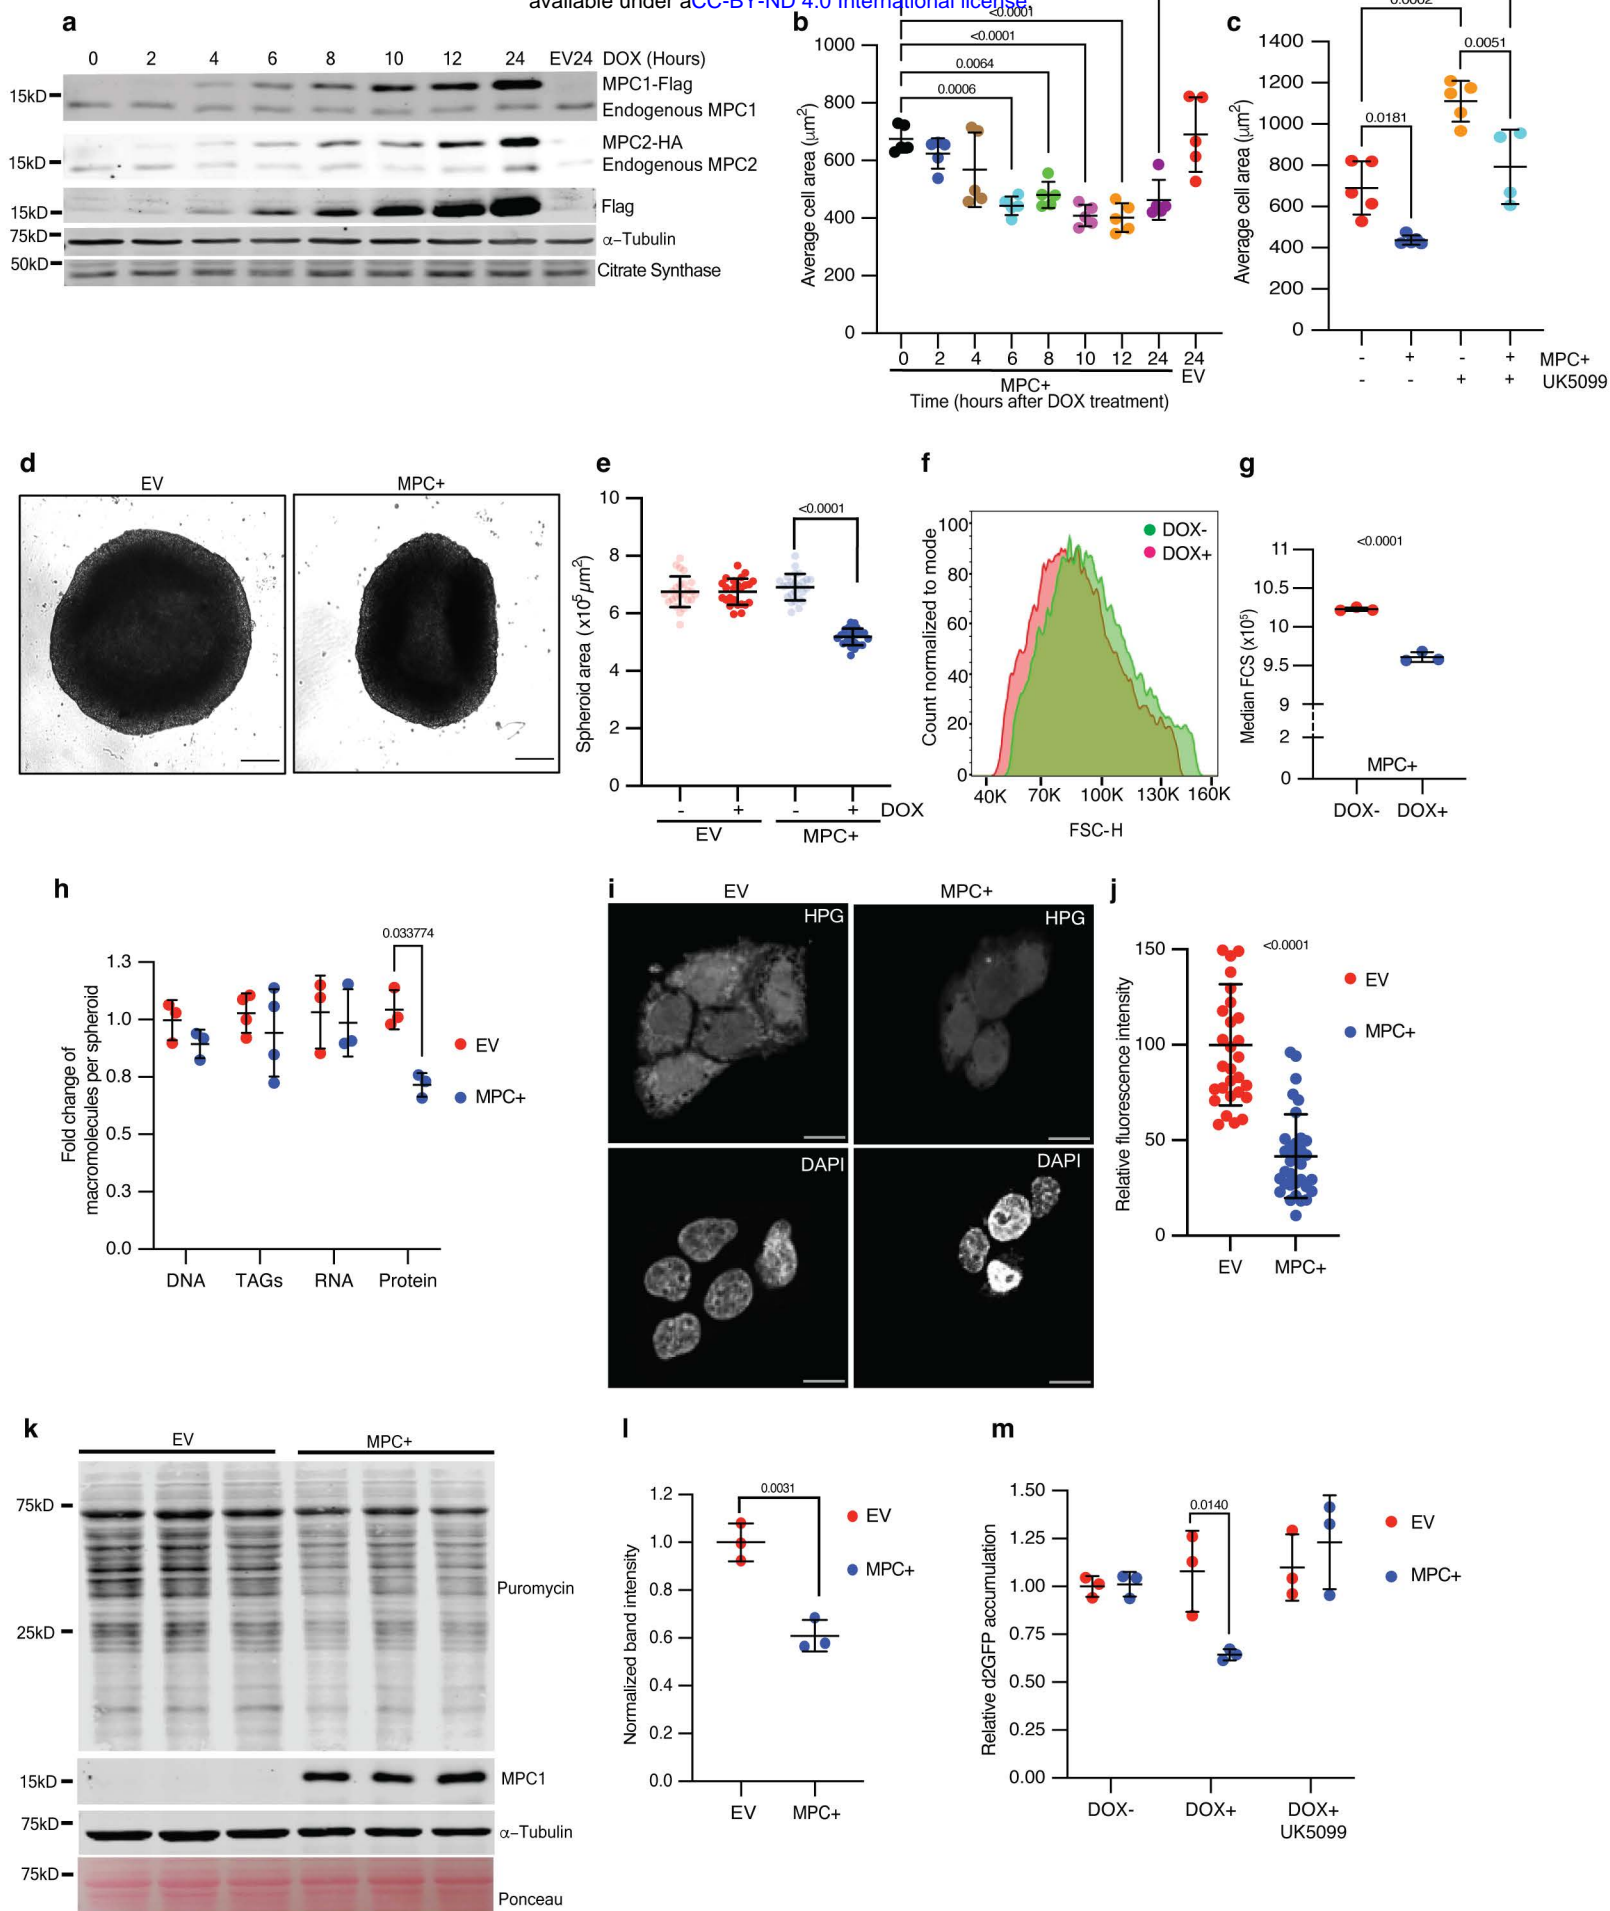 available under aCC-BY-ND 4.0 International license.
a
0 2 4 6 8 10 12 24 EV24 DOX (Hours)
15kD
MPC1-Flag
Endogenous MPC1
15kD
MPC2-HA
Endogenous MPC2
15kD
Flag
75kD
α-Tubulin
50kD
Citrate Synthase
b
<0.0001
<0.0001
0.0064
0.0006
Average cell area (μm2)
1000
800
600
400
200
0
0 2 4 6 8 10 12 24 24
MPC+
EV
Time (hours after DOX treatment)
c
0.0002
0.0051
0.0181
Average cell area (μm2)
1400
1200
1000
800
600
400
200
0
- + - + MPC+
- - + + UK5099
d
EV
MPC+
e
<0.0001
Spheroid area (x10⁵ μm²)
10
8
6
4
2
0
- + - + DOX
EV
MPC+
f
DOX-
DOX+
Count normalized to mode
100
80
60
40
20
0
40K 70K 100K 130K 160K
FSC-H
g
<0.0001
Median FCS (x10⁵)
11
10.5
10
9.5
9
2
0
MPC+
DOX- DOX+
h
0.033774
Fold change of
macromolecules per spheroid
1.3
1.0
0.8
0.5
0.3
0.0
DNA TAGs RNA Protein
EV
MPC+
i
EV
MPC+
HPG
HPG
DAPI
DAPI
j
<0.0001
Relative fluorescence intensity
150
100
50
0
EV MPC+
EV
MPC+
k
EV
MPC+
75kD
Puromycin
25kD
15kD
MPC1
75kD
α-Tubulin
75kD
Ponceau
l
0.0031
Normalized band intensity
1.2
1.0
0.8
0.6
0.4
0.2
0.0
EV MPC+
EV
MPC+
m
0.0140
Relative d2GFP accumulation
1.50
1.25
1.00
0.75
0.50
0.25
0.00
DOX- DOX+ DOX+
UK5099
EV
MPC+